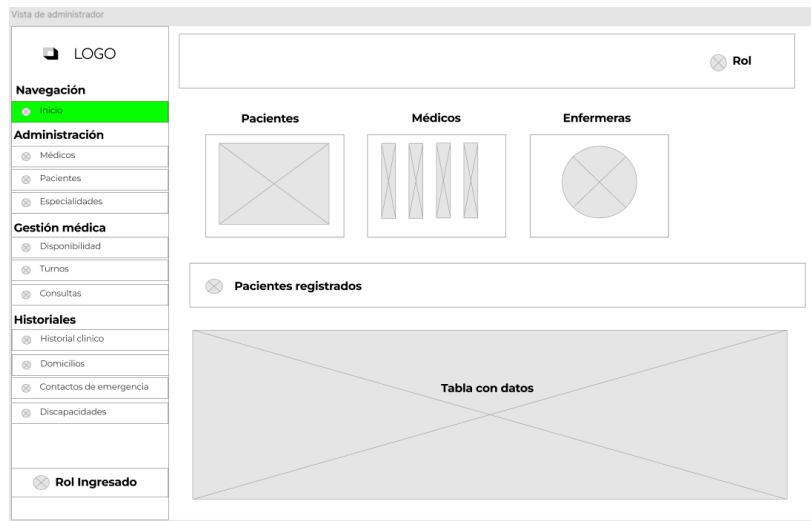 Vista de administrador
LOGO
Navegación
Inicio
Administración
Médicos
Pacientes
Especialidades
Gestión médica
Disponibilidad
Turnos
Consultas
Historiales
Historial clinico
Domicilios
Contactos de emergencia
Discapacidades
Rol Ingresado
Rol
Pacientes
Médicos
Enfermeras
Pacientes registrados
Tabla con datos